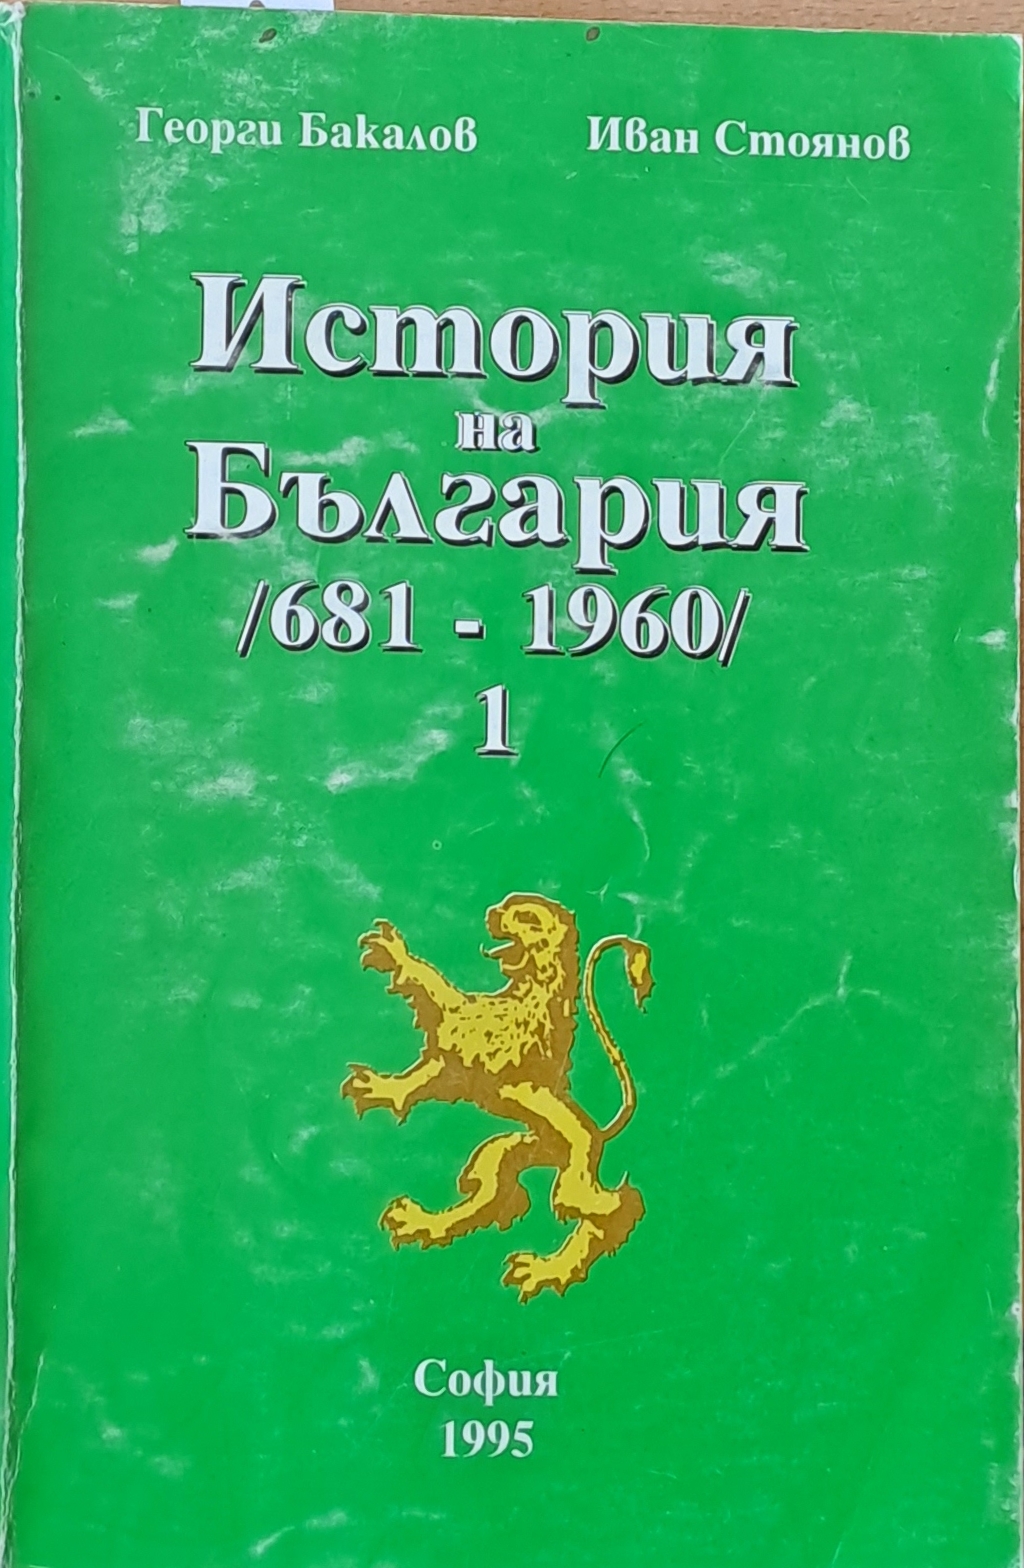 Георги Бакалов Иван Стоянов
История
на
България
/681 - 1960/
1
София
1995